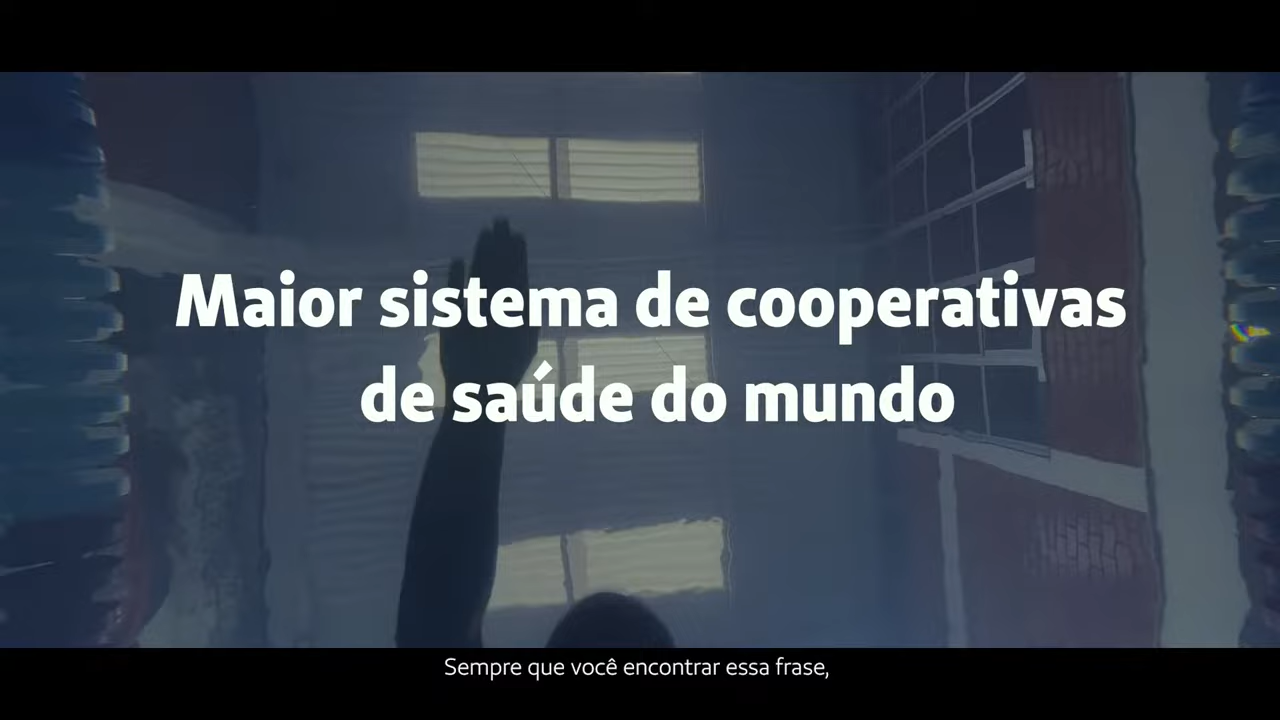 Maior sistema de cooperativas
de saúde do mundo
Sempre que você encontrar essa frase,